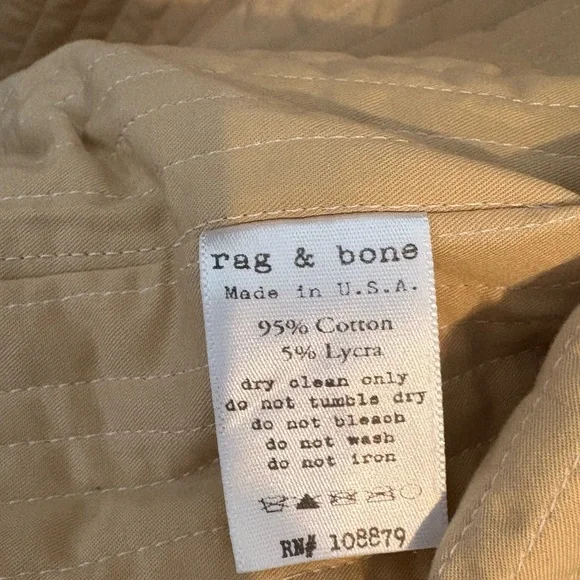 rag & bone
Made in U.S.A.
95% Cotton
5% Lycra
dry clean only
do not tumble dry
do not bleach
do not wash
do not iron
RN# 108879